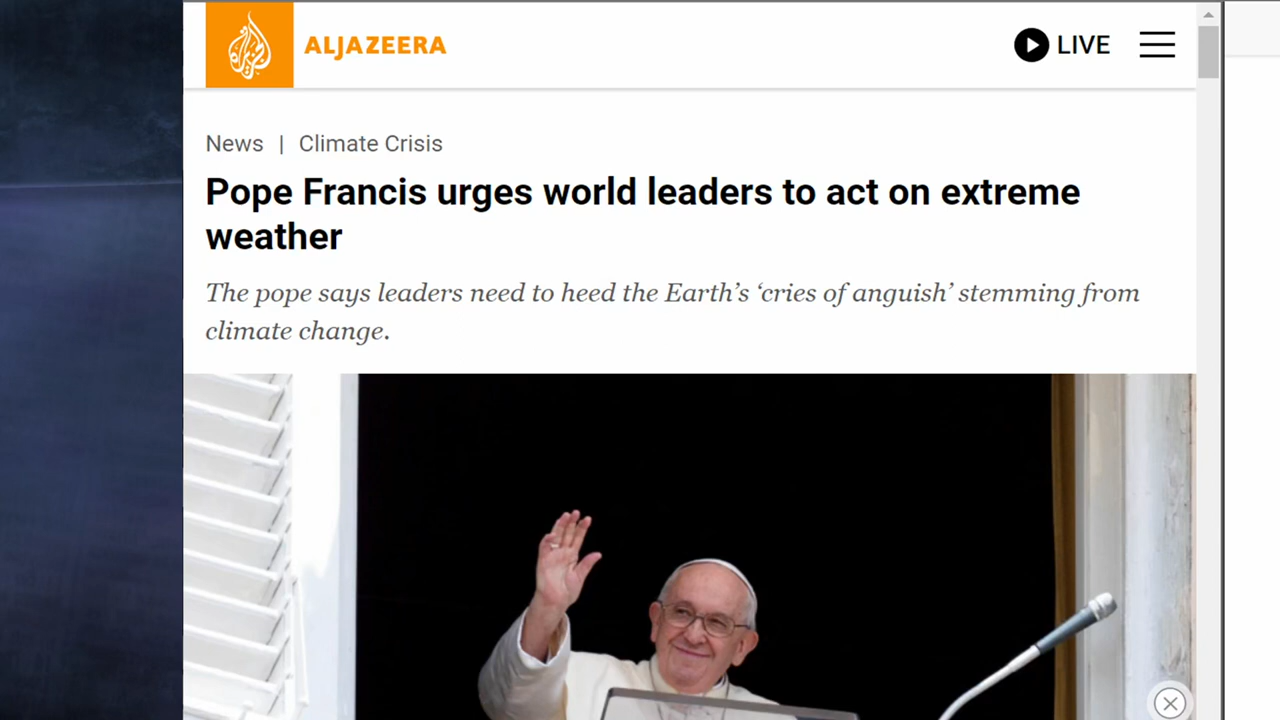 ALJAZEERA
LIVE
News | Climate Crisis
Pope Francis urges world leaders to act on extreme
weather
The pope says leaders need to heed the Earth’s ‘cries of anguish’ stemming from
climate change.